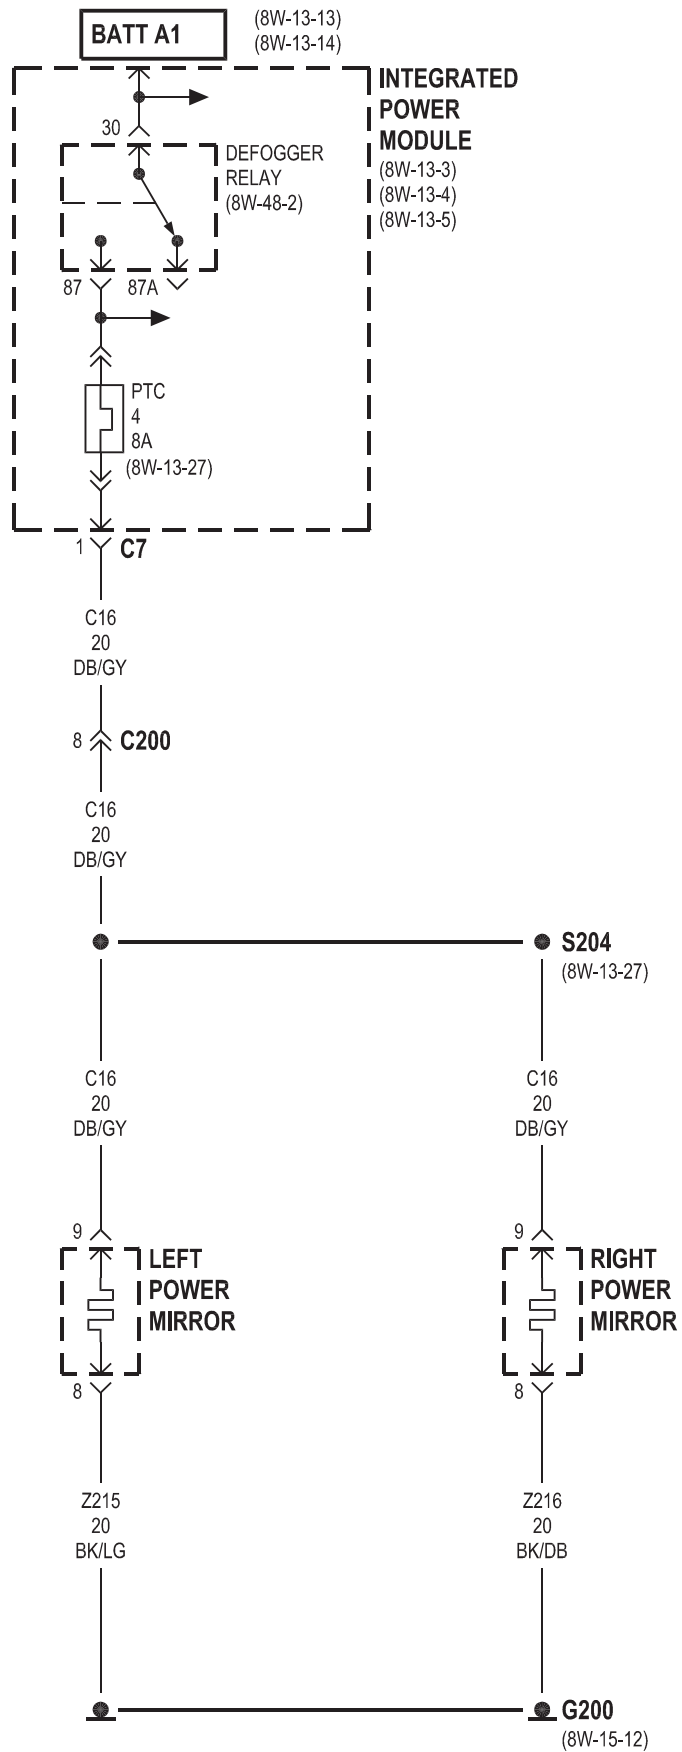 BATT A1
(8W-13-13)
(8W-13-14)
INTEGRATED
POWER
MODULE
(8W-13-3)
(8W-13-4)
(8W-13-5)
30
DEFOGGER
RELAY
(8W-48-2)
87
87A
PTC
4
8A
(8W-13-27)
1
C7
C16
20
DB/GY
8
C200
C16
20
DB/GY
S204
(8W-13-27)
C16
20
DB/GY
C16
20
DB/GY
9
LEFT
POWER
MIRROR
8
9
RIGHT
POWER
MIRROR
8
Z215
20
BK/LG
Z216
20
BK/DB
G200
(8W-15-12)